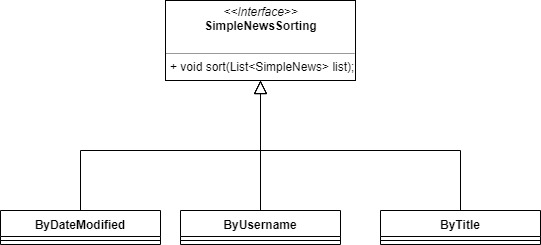 <<Interface>>
SimpleNewsSorting
+ void sort(List<SimpleNews> list);
ByDateModified
ByUsername
ByTitle